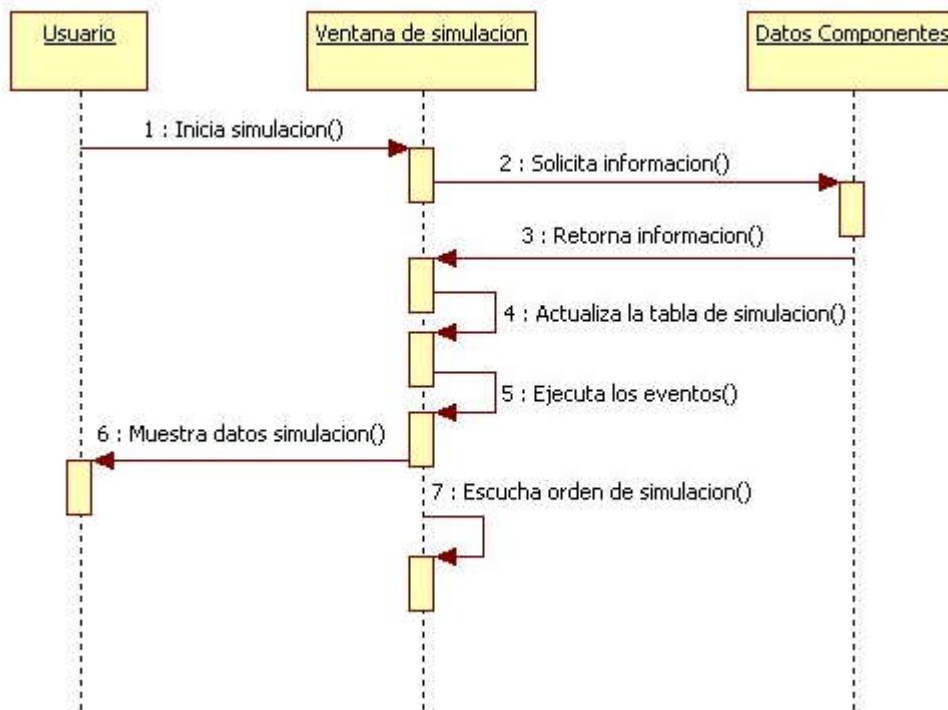 Usuario
Ventana de simulacion
Datos Componentes
1 : Inicia simulacion()
2 : Solicita informacion()
3 : Retorna informacion()
4 : Actualiza la tabla de simulacion()
5 : Ejecuta los eventos()
6 : Muestra datos simulacion()
7 : Escucha orden de simulacion()